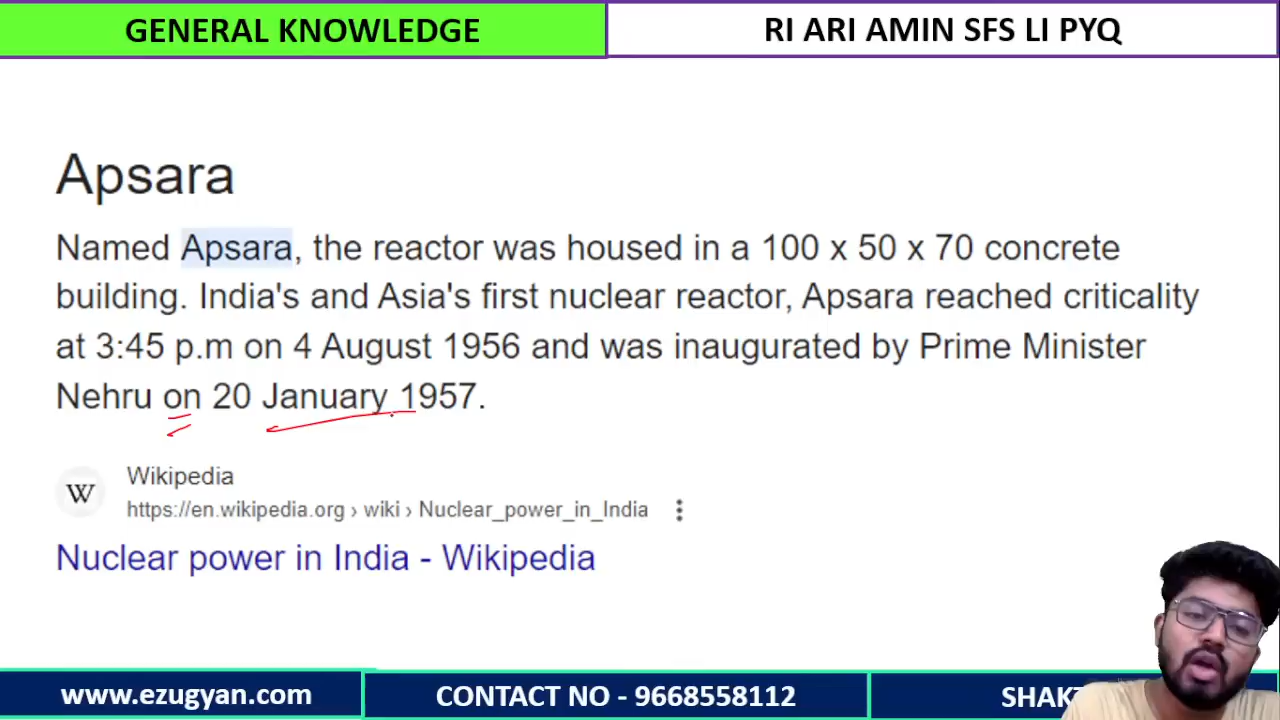 GENERAL KNOWLEDGE
RI ARI AMIN SFS LI PYQ
Apsara
Named Apsara, the reactor was housed in a 100 x 50 x 70 concrete
building. India's and Asia's first nuclear reactor, Apsara reached criticality
at 3:45 p.m on 4 August 1956 and was inaugurated by Prime Minister
Nehru on 20 January 1957.
W
Wikipedia
https://en.wikipedia.org › wiki › Nuclear_power_in_India
Nuclear power in India - Wikipedia
www.ezugyan.com
CONTACT NO - 9668558112